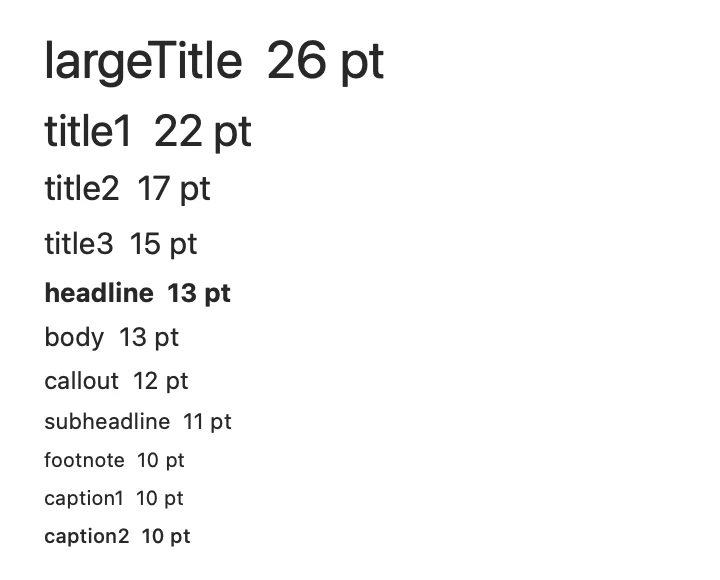 largeTitle 26 pt
title1 22 pt
title2 17 pt
title3 15 pt
headline 13 pt
body 13 pt
callout 12 pt
subheadline 11 pt
footnote 10 pt
caption1 10 pt
caption2 10 pt